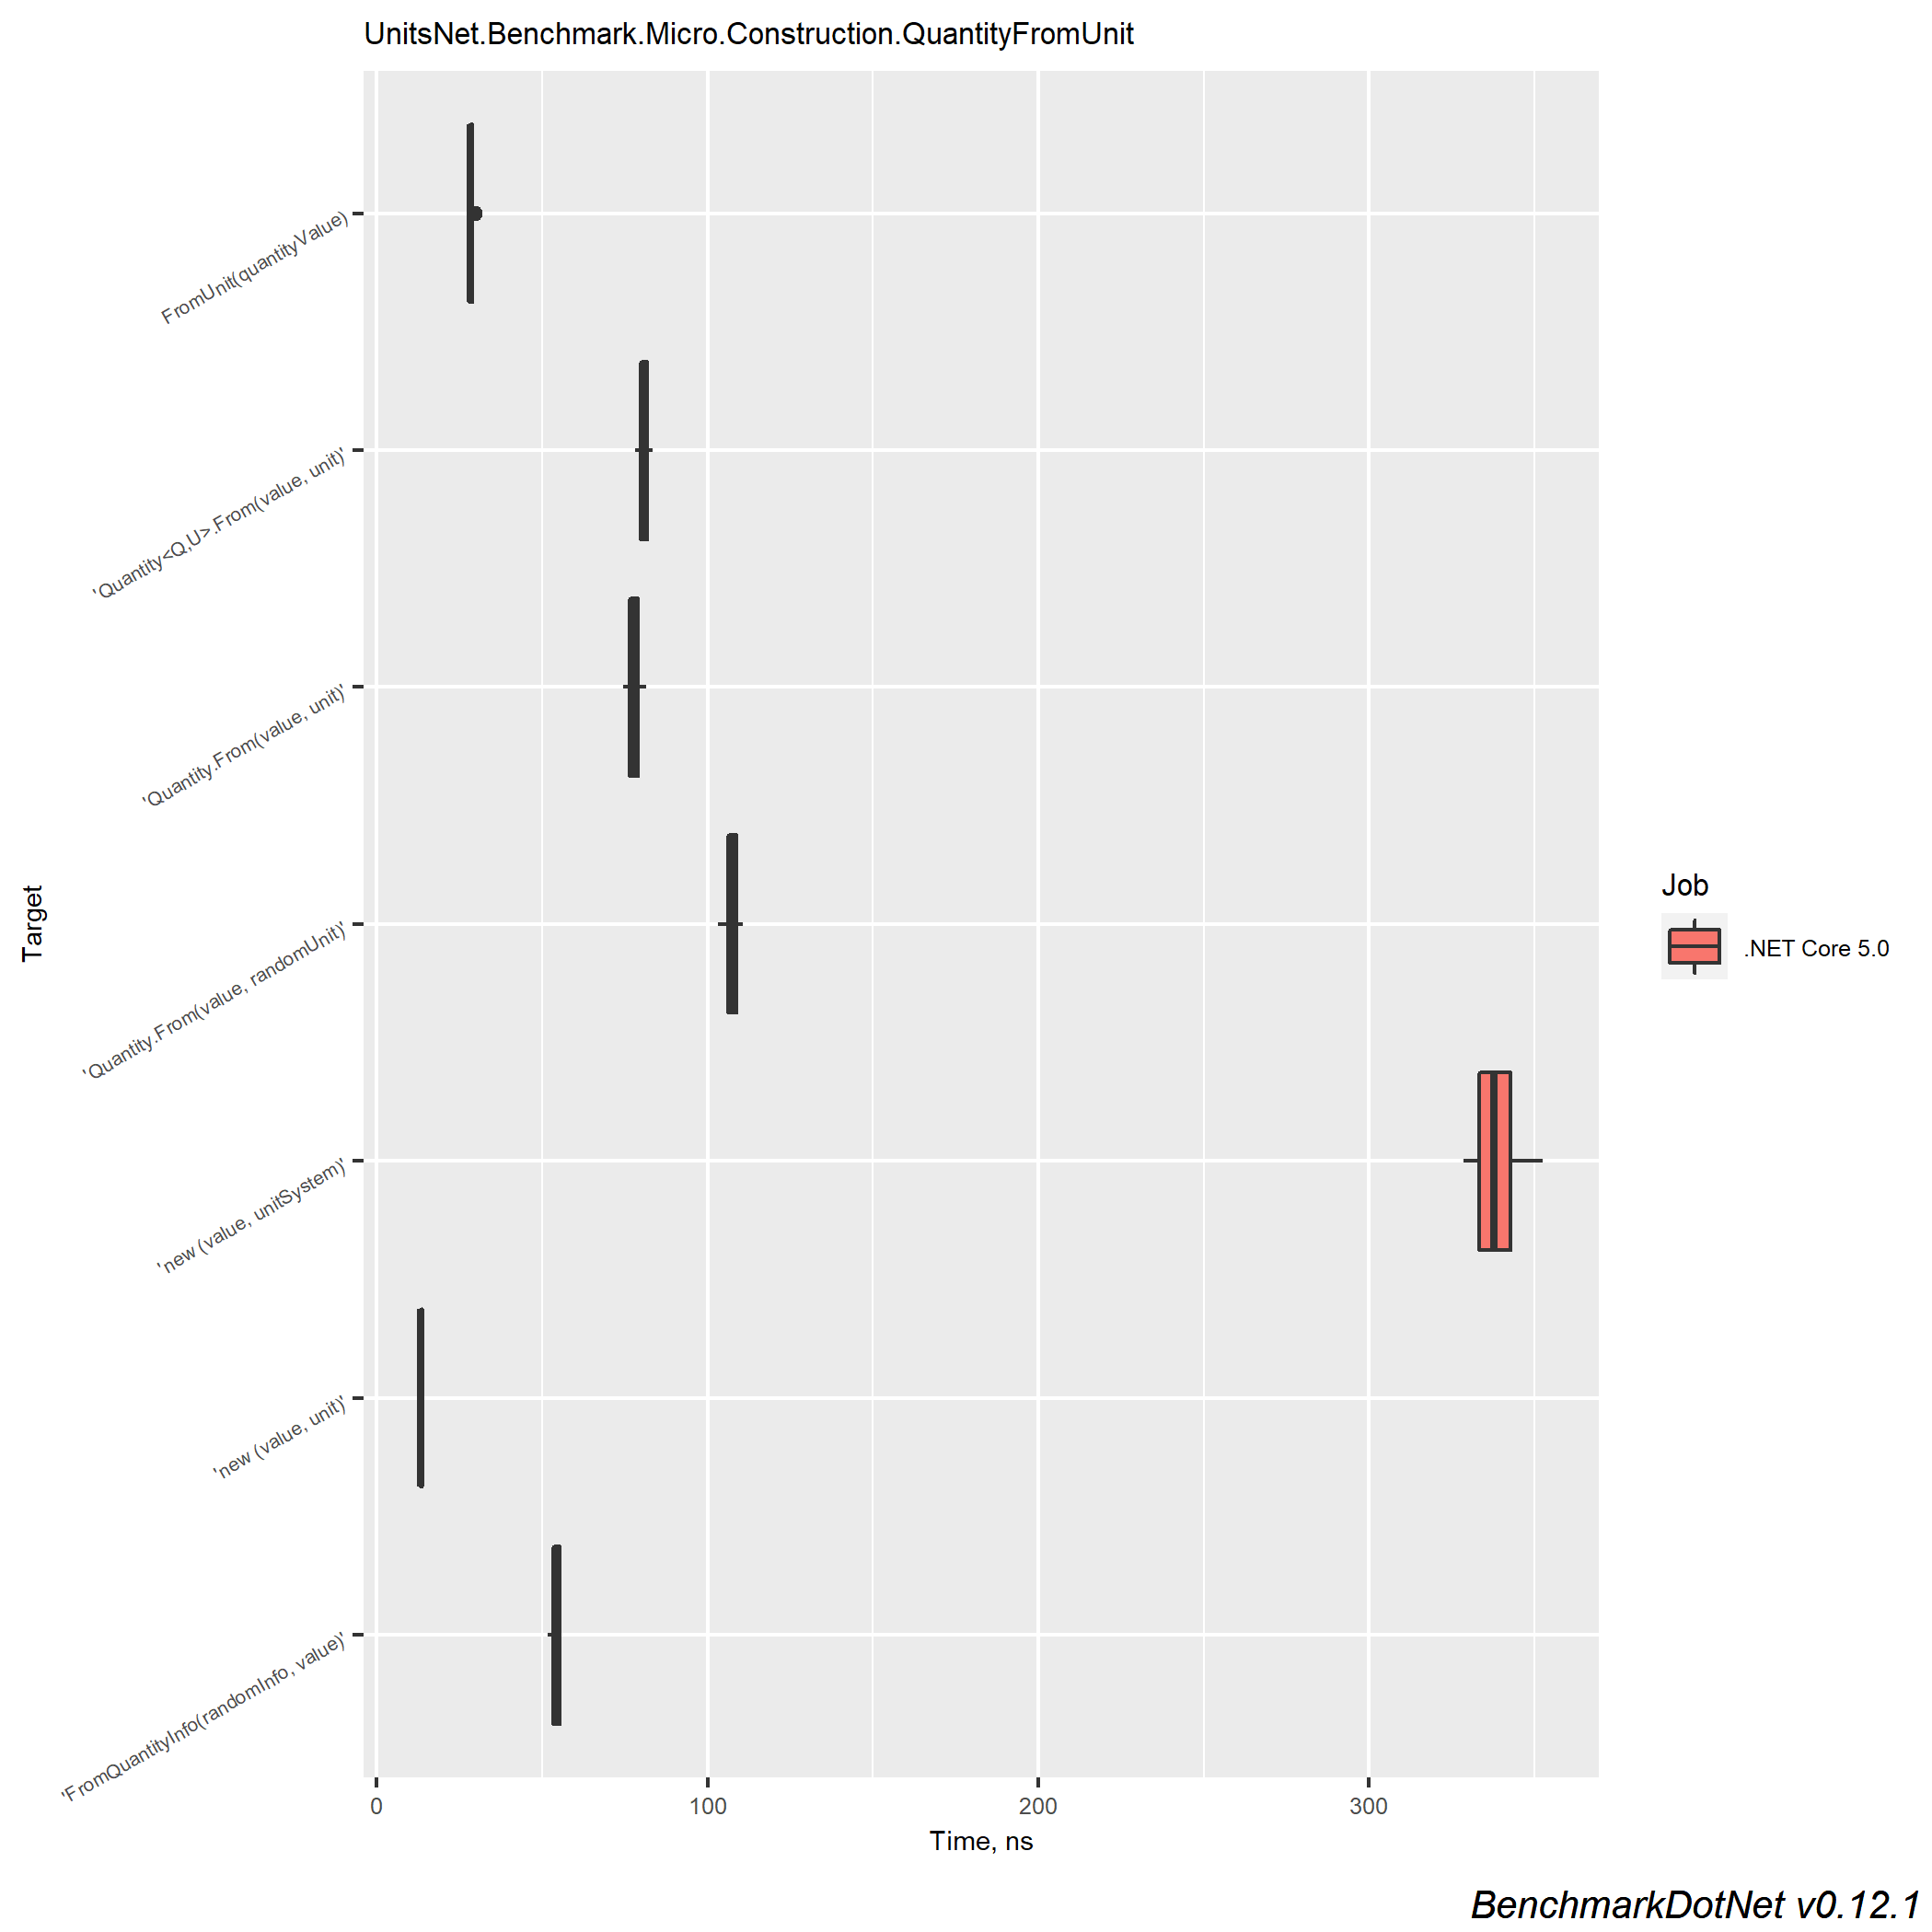 UnitsNet.Benchmark.Micro.Construction.QuantityFromUnit
FromUnit(quantityValue)
'Quantity<Q,U>.From(value, unit)'
'Quantity.From(value, unit)'
'Quantity.From(value, randomUnit)'
'new (value, unitSystem)'
'new (value, unit)'
'FromQuantityInfo(randomInfo, value)'
Target
0 100 200 300
Time, ns
Job
.NET Core 5.0
BenchmarkDotNet v0.12.1